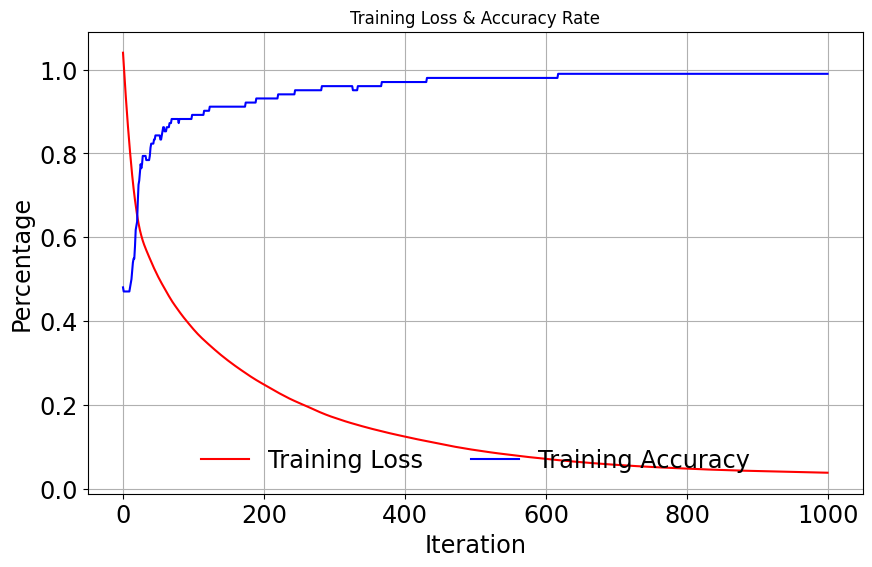 Training Loss & Accuracy Rate
1.0
0.8
0.6
0.4
0.2
0.0
Percentage
Training Loss
Training Accuracy
0 200 400 600 800 1000
Iteration